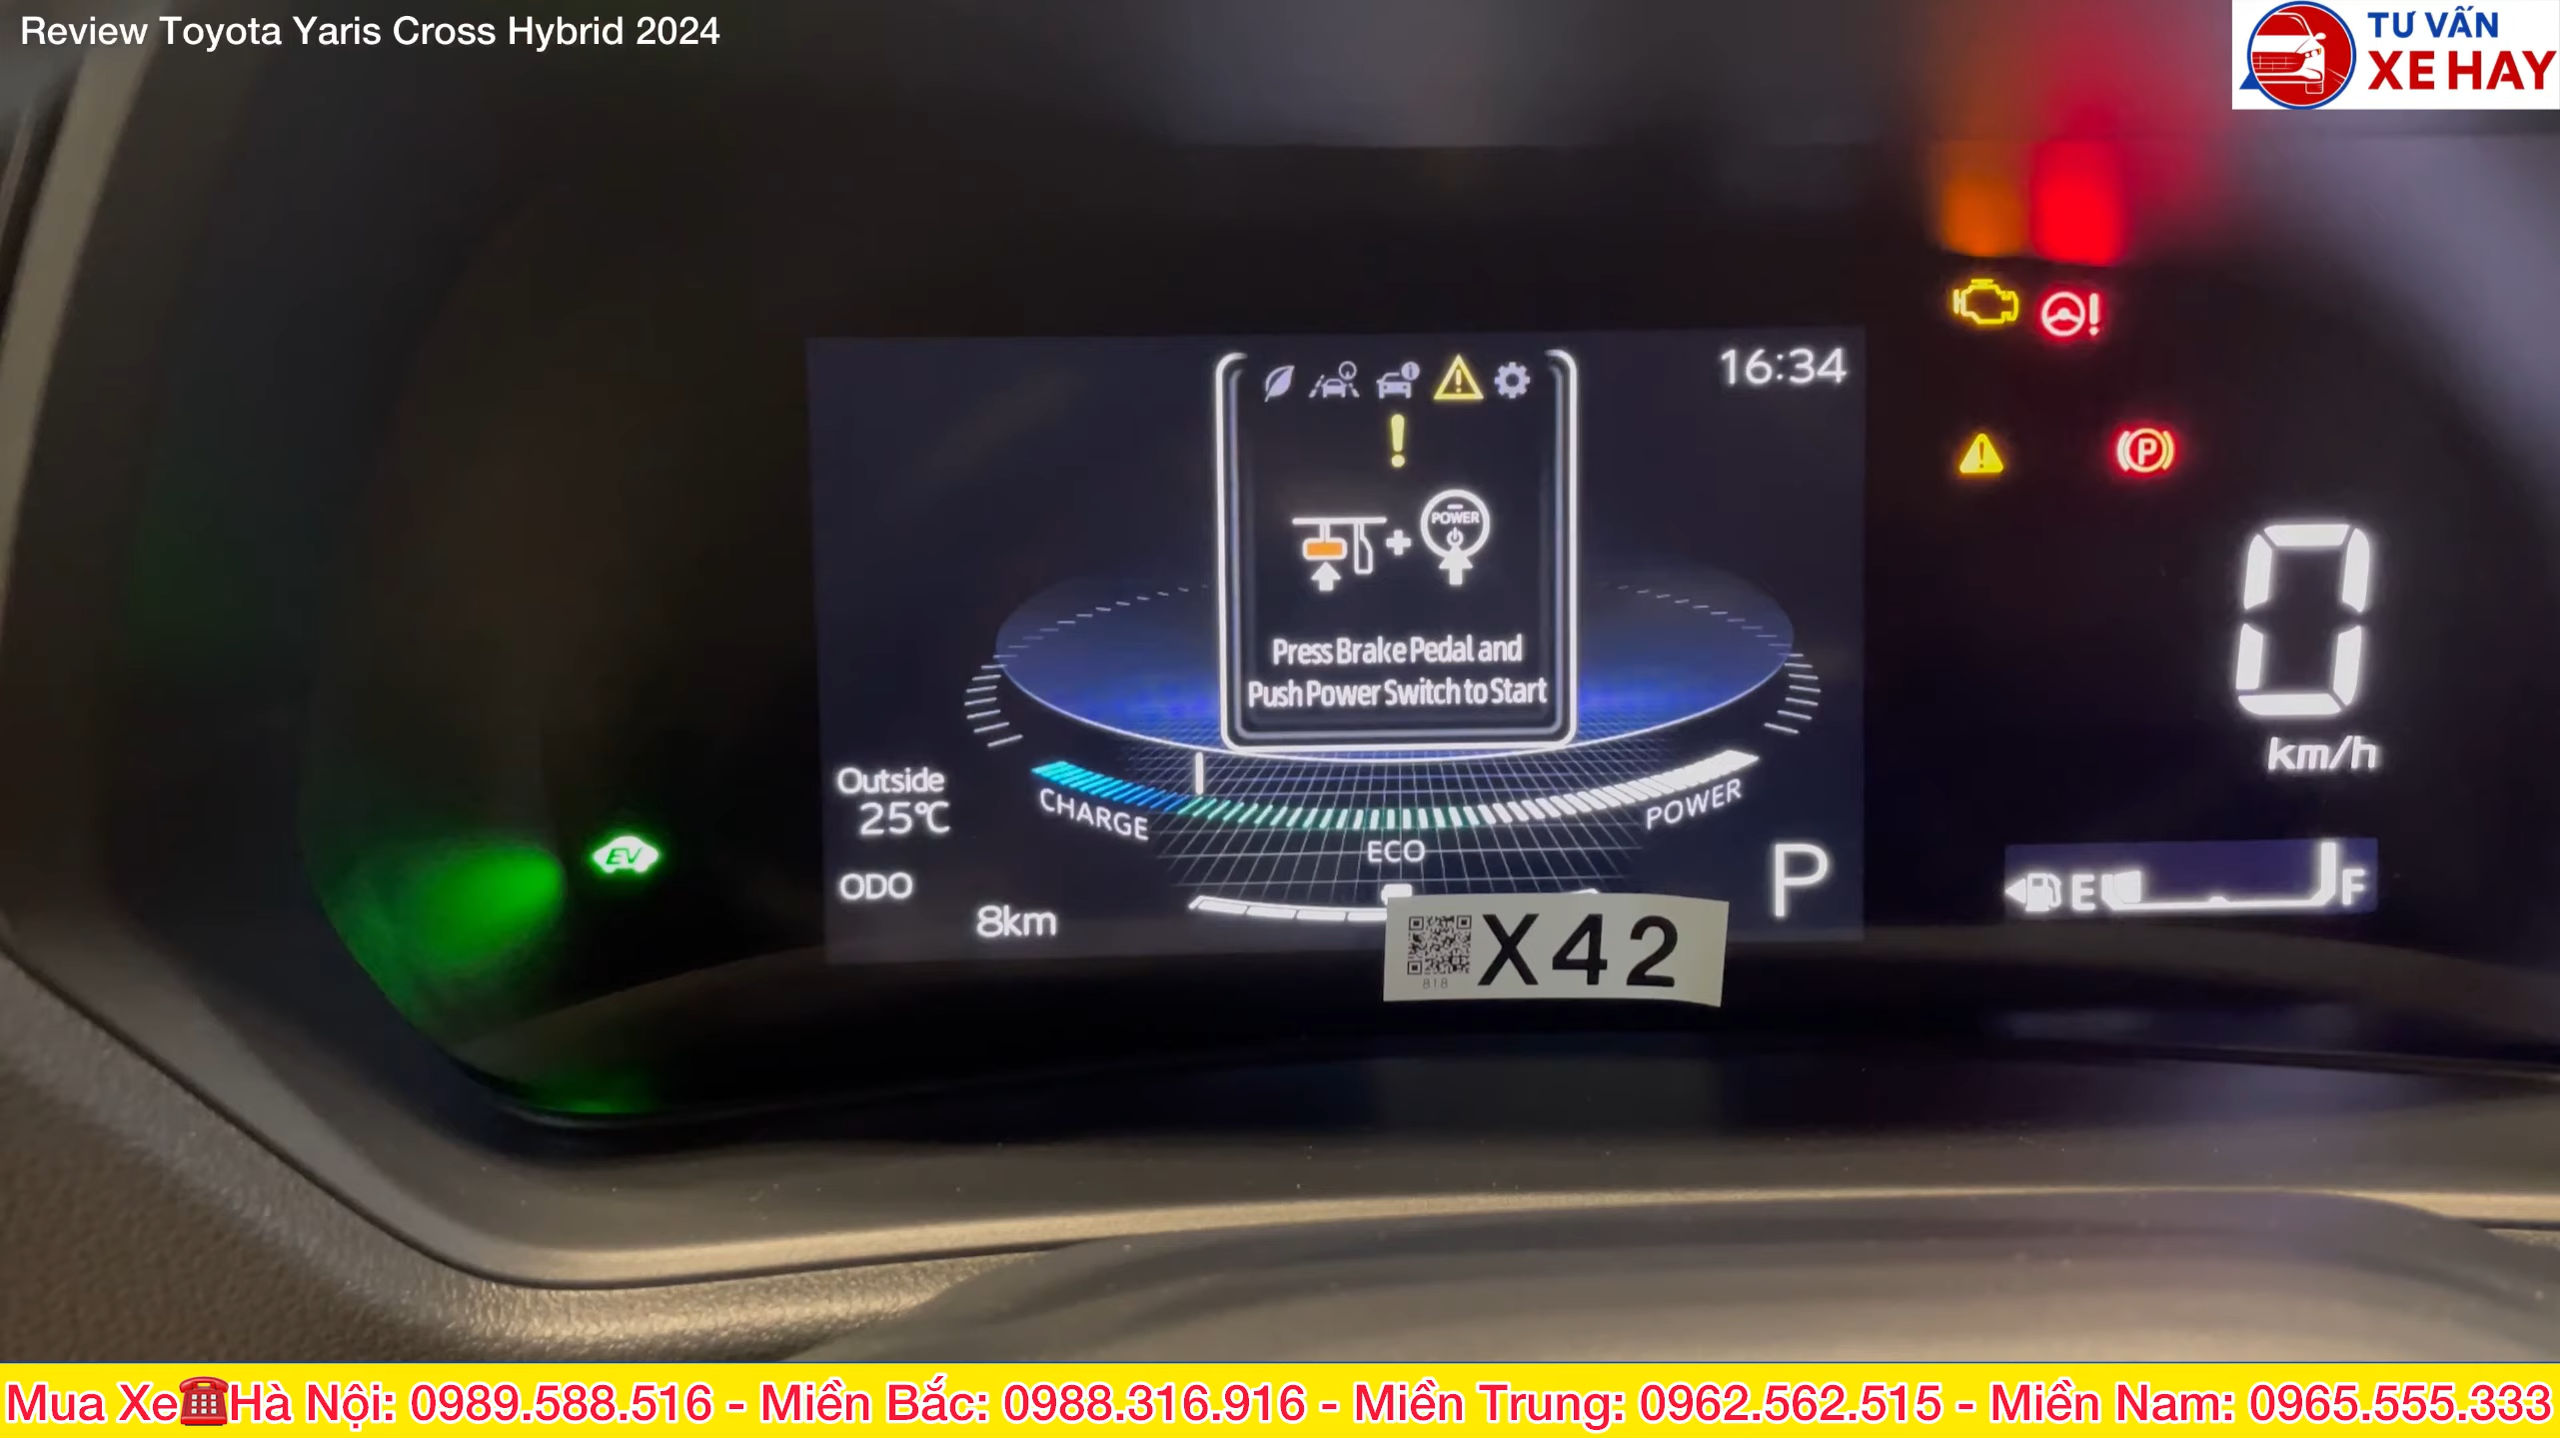 Review Toyota Yaris Cross Hybrid 2024
TƯ VẤN
XE HAY
16:34
POWER
Press Brake Pedal and
Push Power Switch to Start
Outside
25℃
CHARGE
ECO
POWER
EV
ODO
8km
P
P
0
km/h
E
F
818
X42
Mua Xe☎️Hà Nội: 0989.588.516 - Miền Bắc: 0988.316.916 - Miền Trung: 0962.562.515 - Miền Nam: 0965.555.333